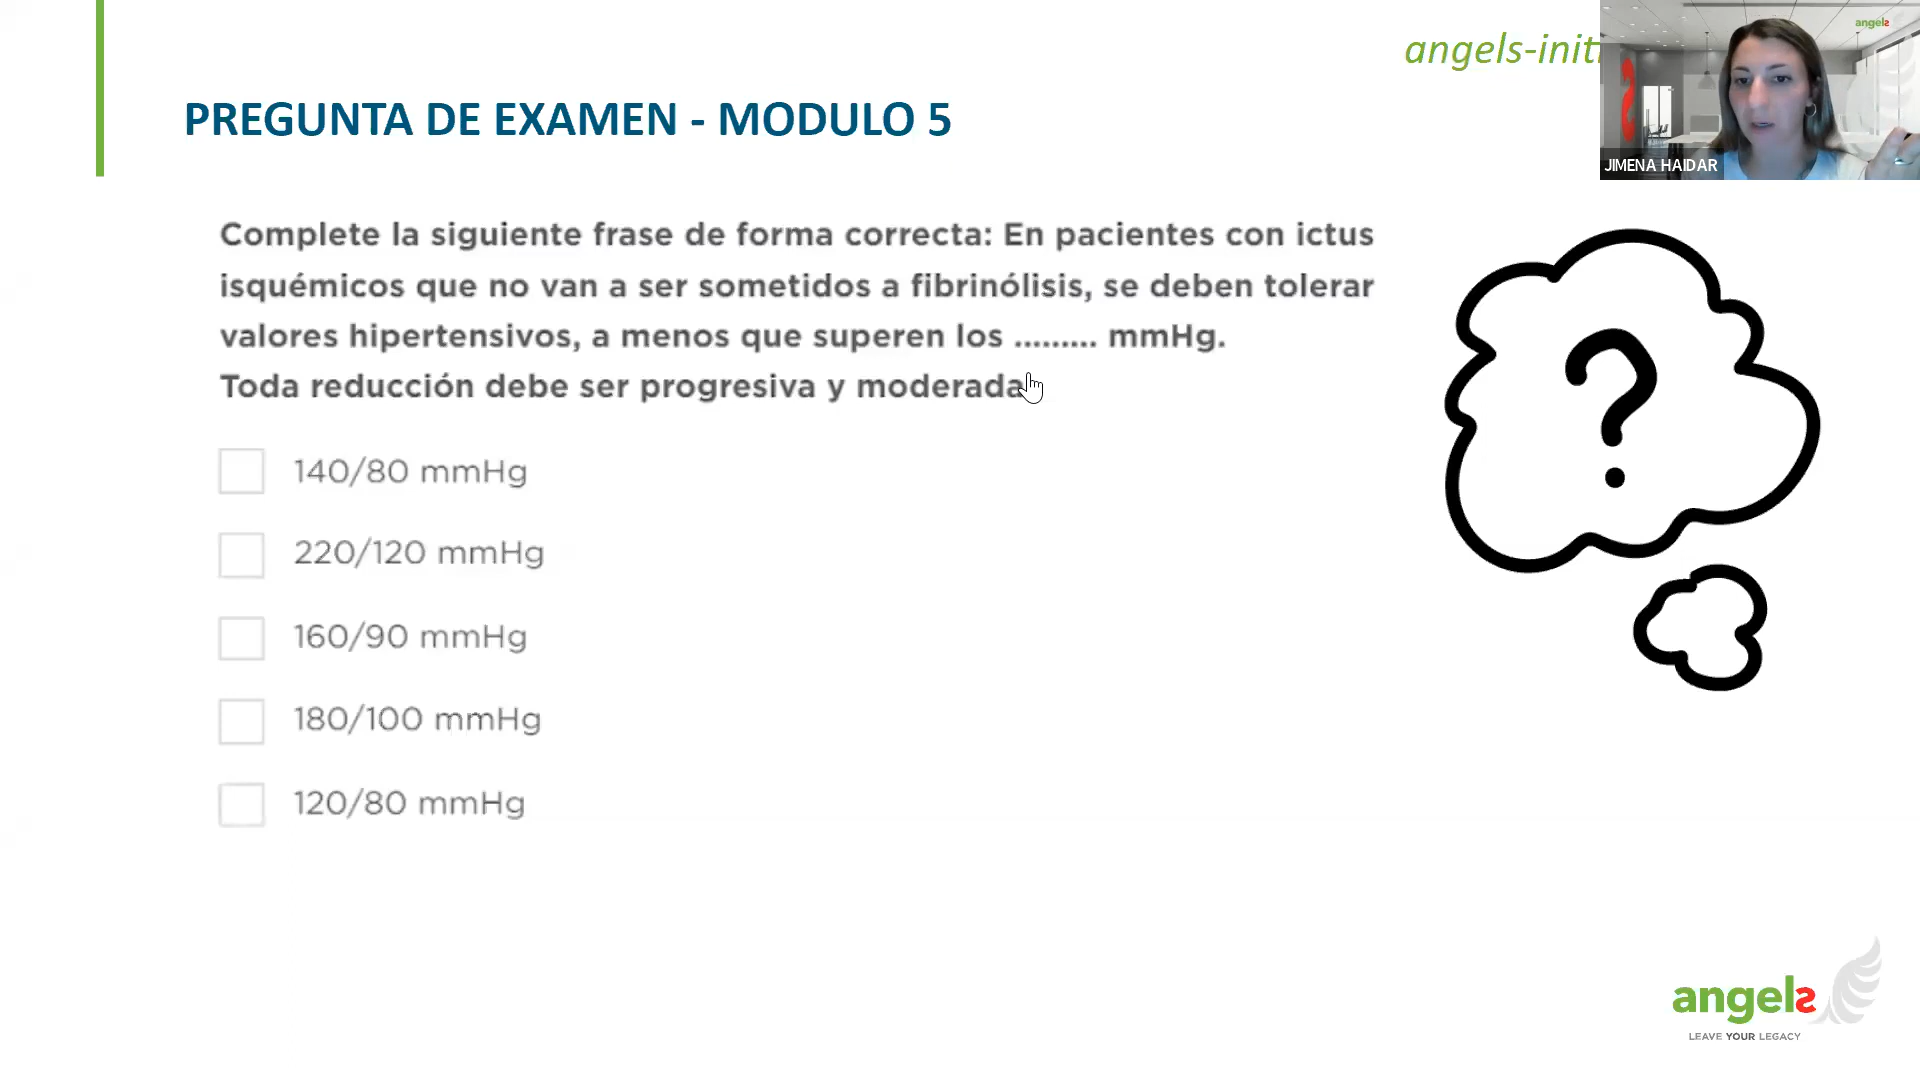 angels-init
angels
JIMENA HAIDAR
PREGUNTA DE EXAMEN - MODULO 5
Complete la siguiente frase de forma correcta: En pacientes con ictus
isquémicos que no van a ser sometidos a fibrinólisis, se deben tolerar
valores hipertensivos, a menos que superen los ......... mmHg.
Toda reducción debe ser progresiva y moderada
?
140/80 mmHg
220/120 mmHg
160/90 mmHg
180/100 mmHg
120/80 mmHg
angels
LEAVE YOUR LEGACY